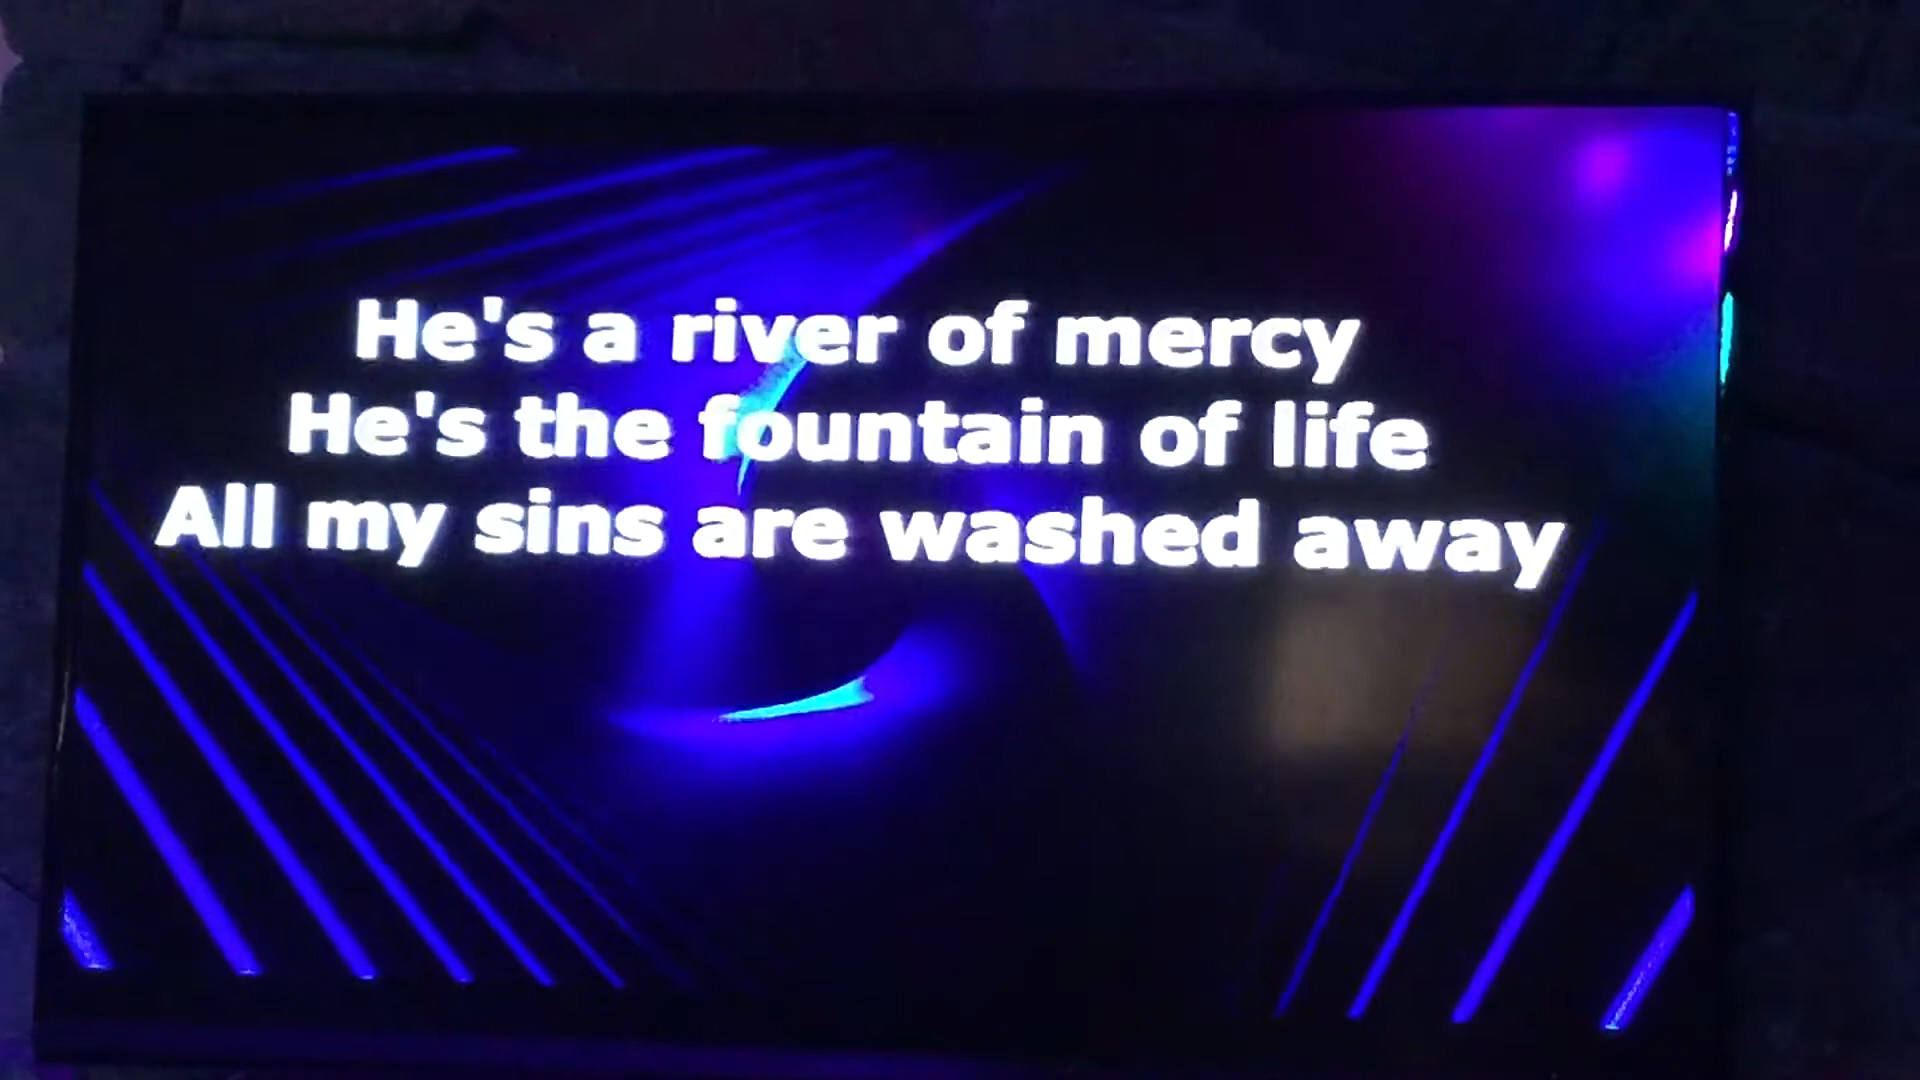 He's a river of mercy
He's the fountain of life
All my sins are washed away